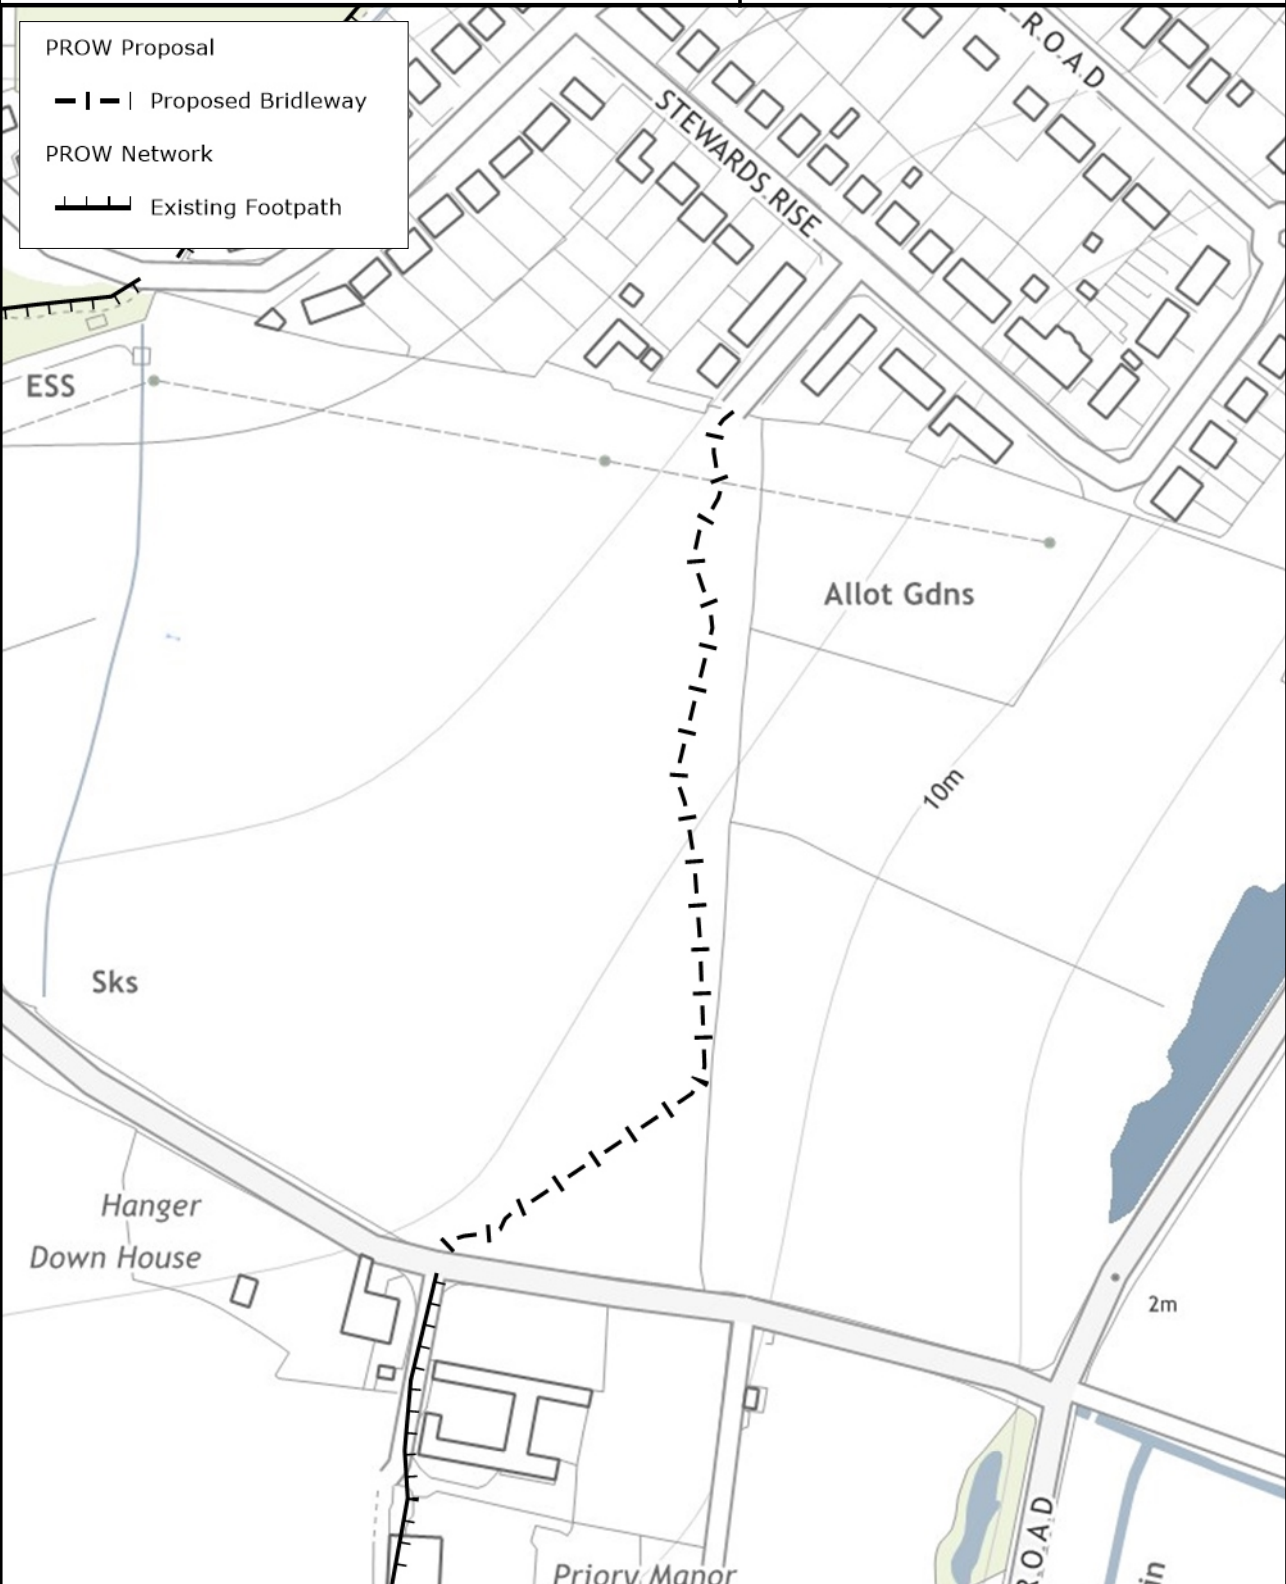 PROW Proposal
Proposed Bridleway
PROW Network
Existing Footpath
ROAD
STEWARDS RISE
ESS
Allot Gdns
10m
Sks
Hanger
Down House
2m
ROAD
Priory Manor
in